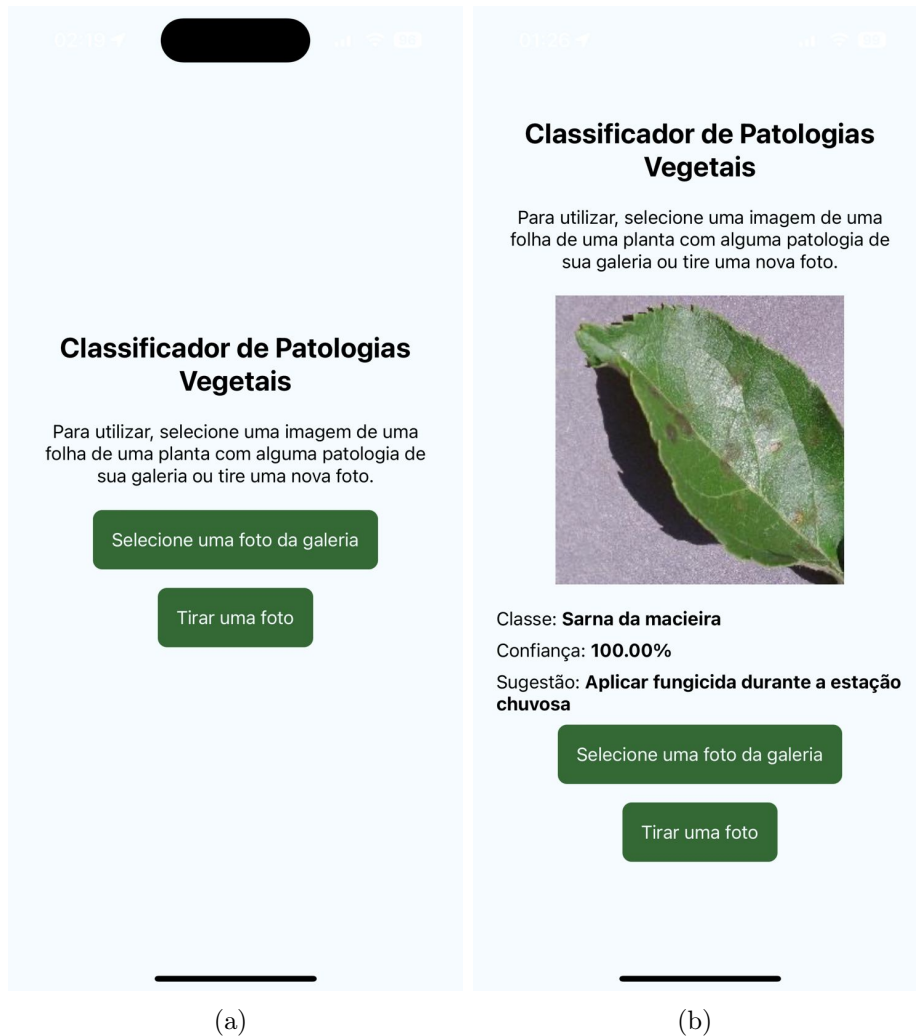 Classificador de Patologias
Vegetais
Para utilizar, selecione uma imagem de uma
folha de uma planta com alguma patologia de
sua galeria ou tire uma nova foto.
Selecione uma foto da galeria
Tirar uma foto
(a)
Classificador de Patologias
Vegetais
Para utilizar, selecione uma imagem de uma
folha de uma planta com alguma patologia de
sua galeria ou tire uma nova foto.
Classe: Sarna da macieira
Confiança: 100.00%
Sugestão: Aplicar fungicida durante a estação
chuvosa
Selecione uma foto da galeria
Tirar uma foto
(b)